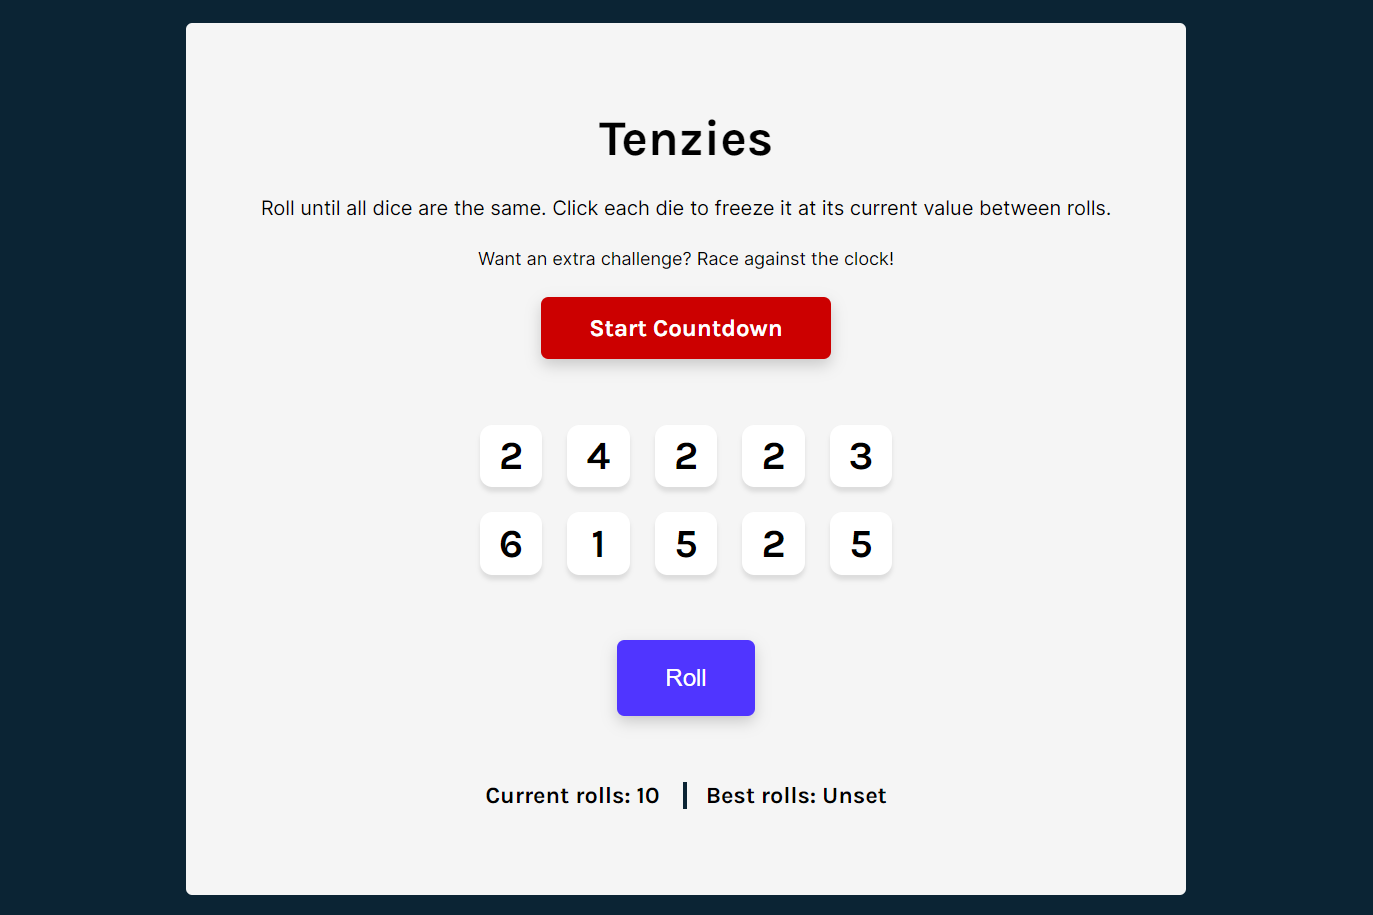 Tenzies
Roll until all dice are the same. Click each die to freeze it at its current value between rolls.
Want an extra challenge? Race against the clock!
Start Countdown
2 4 2 2 3
6 1 5 2 5
Roll
Current rolls: 10 | Best rolls: Unset